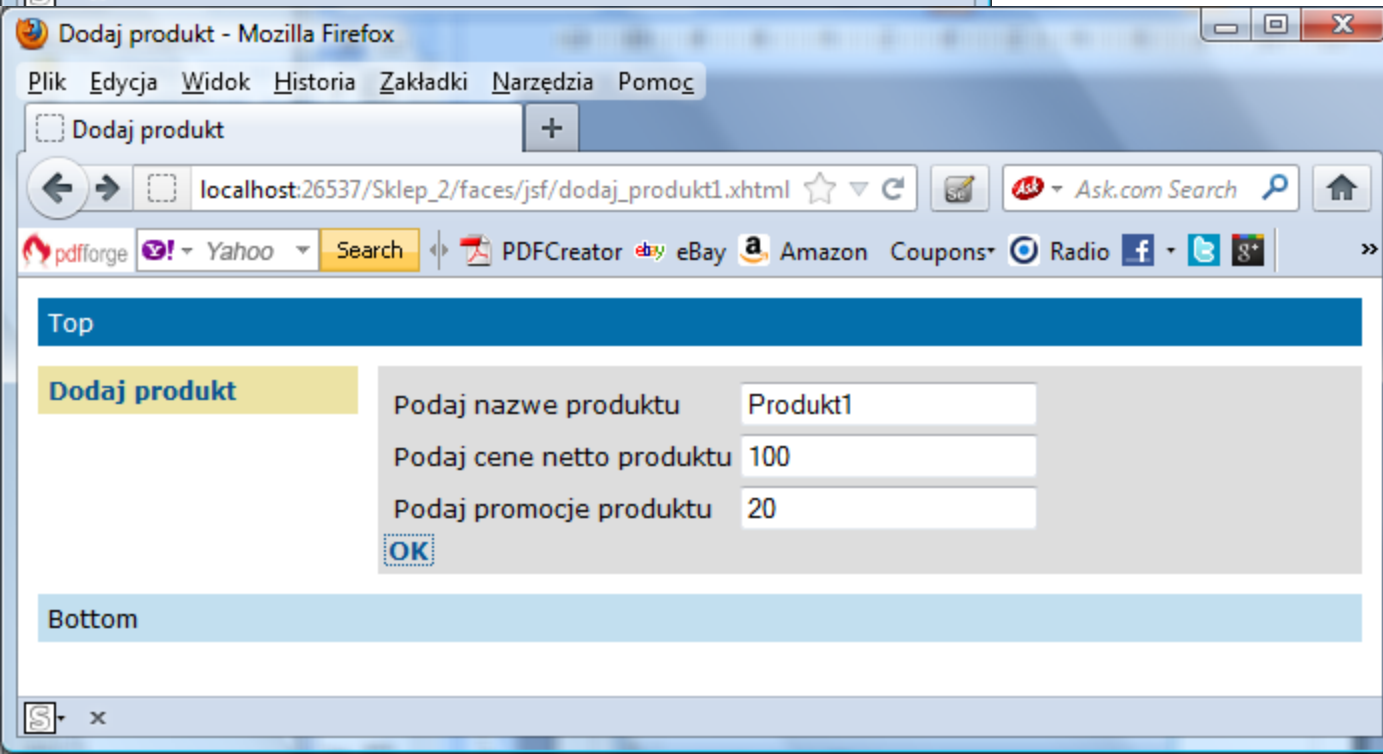 Dodaj produkt - Mozilla Firefox
Plik Edycja Widok Historia Zakładki Narzędzia Pomoc
Dodaj produkt
localhost:26537/Sklep_2/faces/jsf/dodaj_produkt1.xhtml Ask.com Search
pdfforge Y! Yahoo Search PDFCreator eBay Amazon Coupons Radio
Top
Dodaj produkt
Podaj nazwe produktu Produkt1
Podaj cene netto produktu 100
Podaj promocje produktu 20
OK
Bottom
S